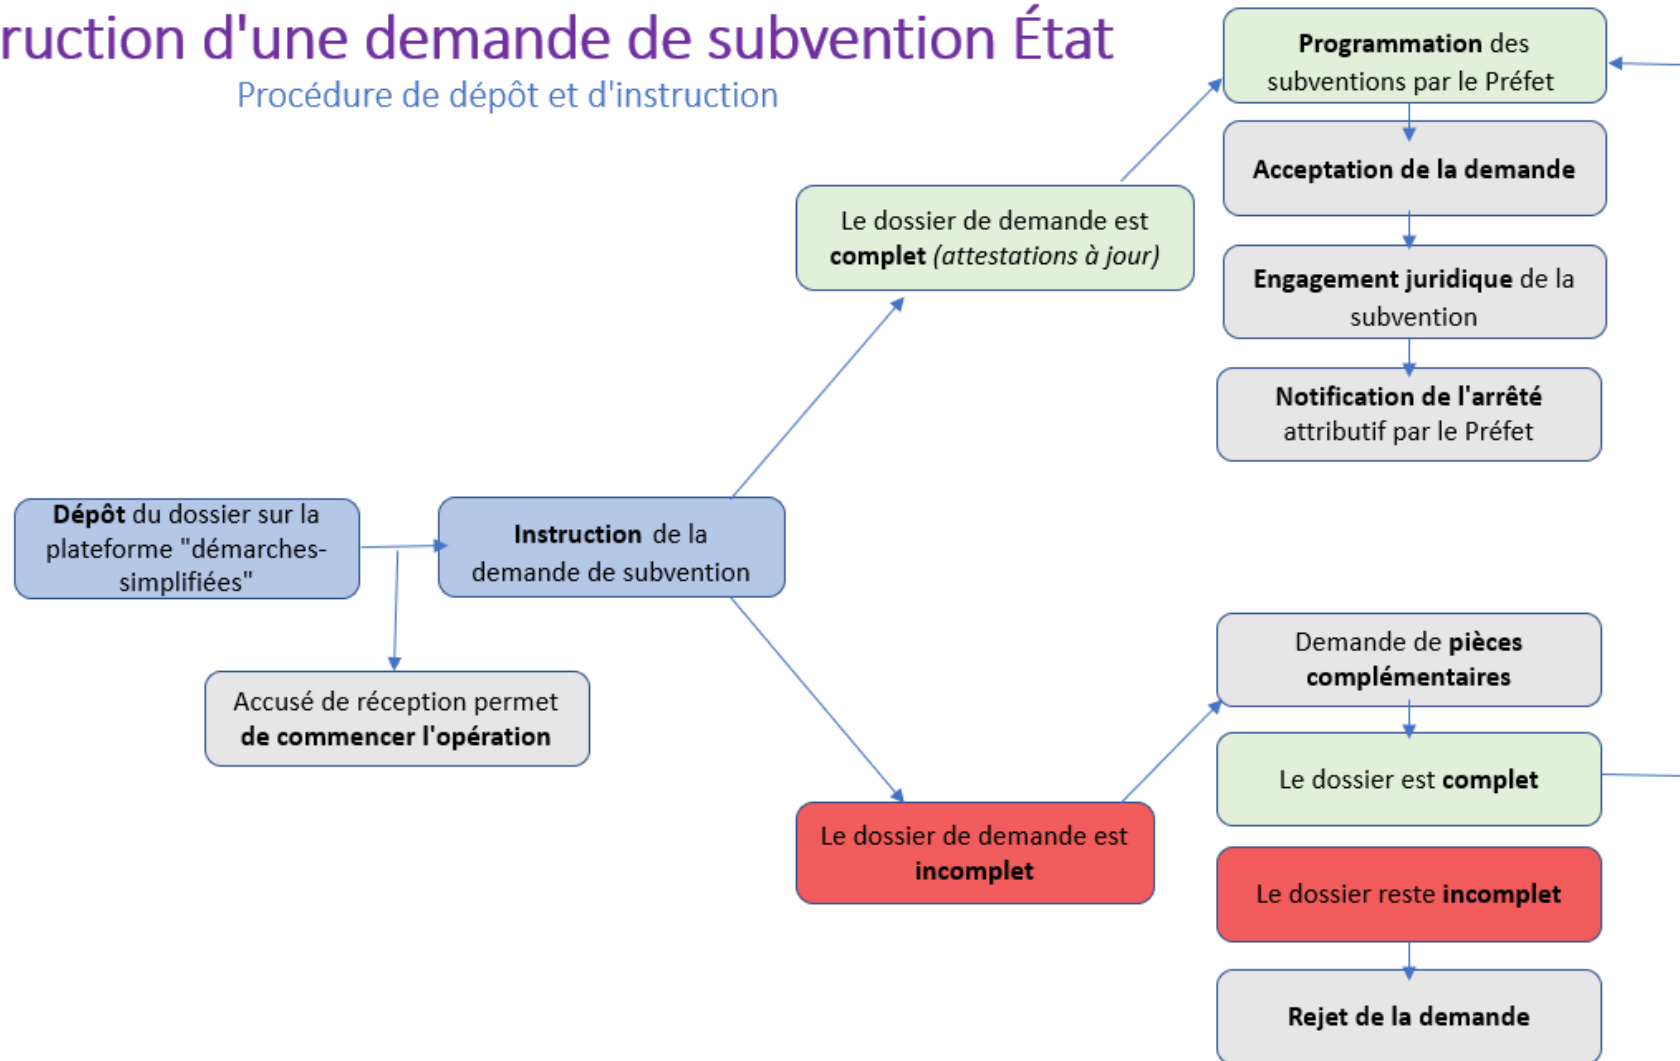 ruction d'une demande de subvention État
Procédure de dépôt et d'instruction
Programmation des
subventions par le Préfet
Acceptation de la demande
Le dossier de demande est
complet (attestations à jour)
Engagement juridique de la
subvention
Notification de l'arrêté
attributif par le Préfet
Dépôt du dossier sur la
plateforme "démarches-
simplifiées"
Instruction de la
demande de subvention
Accusé de réception permet
de commencer l'opération
Demande de pièces
complémentaires
Le dossier est complet
Le dossier de demande est
incomplet
Le dossier reste incomplet
Rejet de la demande